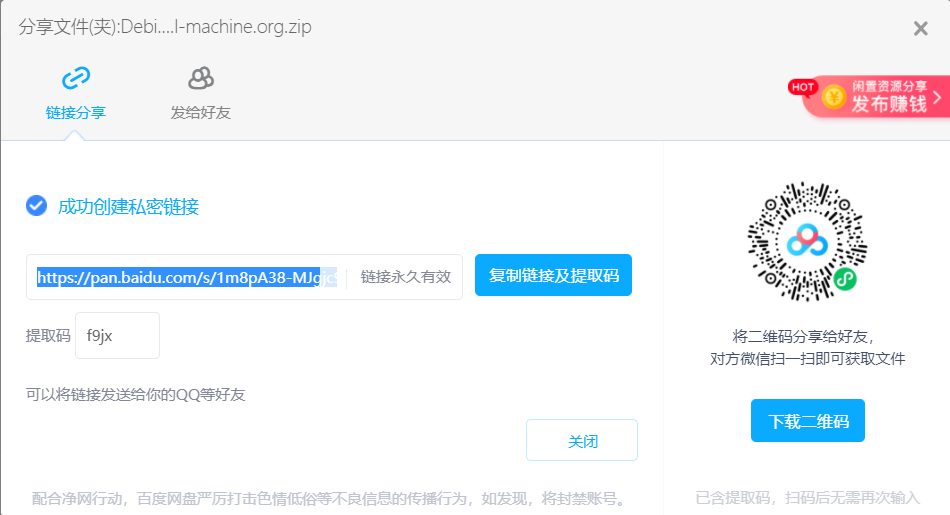 分享文件(夹):Debi....l-machine.org.zip
链接分享
发给好友
HOT
闲置资源分享
发布赚钱
成功创建私密链接
https://pan.baidu.com/s/1m8pA38-MJgjcS
链接永久有效
复制链接及提取码
提取码
f9jx
可以将链接发送给你的QQ等好友
关闭
配合净网行动，百度网盘严厉打击色情低俗等不良信息的传播行为，如发现，将封禁账号。
将二维码分享给好友，
对方微信扫一扫即可获取文件
下载二维码
已含提取码，扫码后无需再次输入